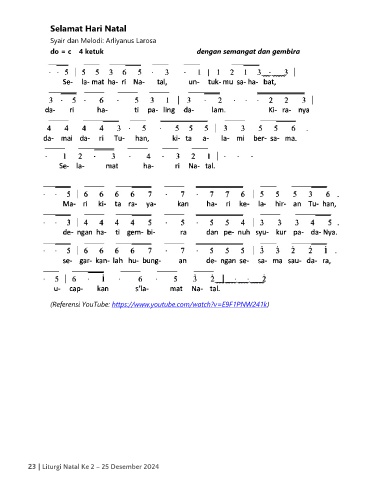 Selamat Hari Natal
Syair dan Melodi: Arliyanus Larosa
do = c 4 ketuk dengan semangat dan gembira
· · 5 | 5 5 3 6 5 · 3 · 1 | 1 2 1 3 · 3 |
Se- la- mat ha- ri Na- tal, un- tuk- mu sa- ha- bat,
3 · 5 · 6 · 5 3 1 | 3 · 2 · · · 2 2 3 |
da- ri ha- ti pa- ling da- lam. Ki- ra- nya
4 4 4 4 3 · 5 · 5 5 5 | 3 3 5 5 6 .
da- mai da- ri Tu- han, ki- ta a- la- mi ber- sa- ma.
· 1 2 · 3 · 4 · 3 2 1 | · · ·
Se- la- mat ha- ri Na- tal.
· · 5 | 6 6 6 6 7 · 7 · 7 7 6 | 5 5 5 3 6 .
Ma- ri ki- ta ra- ya- kan ha- ri ke- la- hir- an Tu- han,
· · 3 | 4 4 4 4 5 · 5 · 5 5 4 | 3 3 3 4 5 .
de- ngan ha- ti gem- bi- ra dan pe- nuh syu- kur pa- da- Nya.
· · 5 | 6 6 6 6 7 · 7 · 5 5 5 | 3 3 2 2 1 .
se- gar- kan- lah hu- bung- an de- ngan se- sa- ma sau- da- ra,
· 5 | 6 · 1 · 6 · 5 3 2 | · · 2
u- cap- kan s'la- mat Na- tal.
(Referensi YouTube: https://www.youtube.com/watch?v=E9F1PNW241k)
23 | Liturgi Natal Ke 2 – 25 Desember 2024